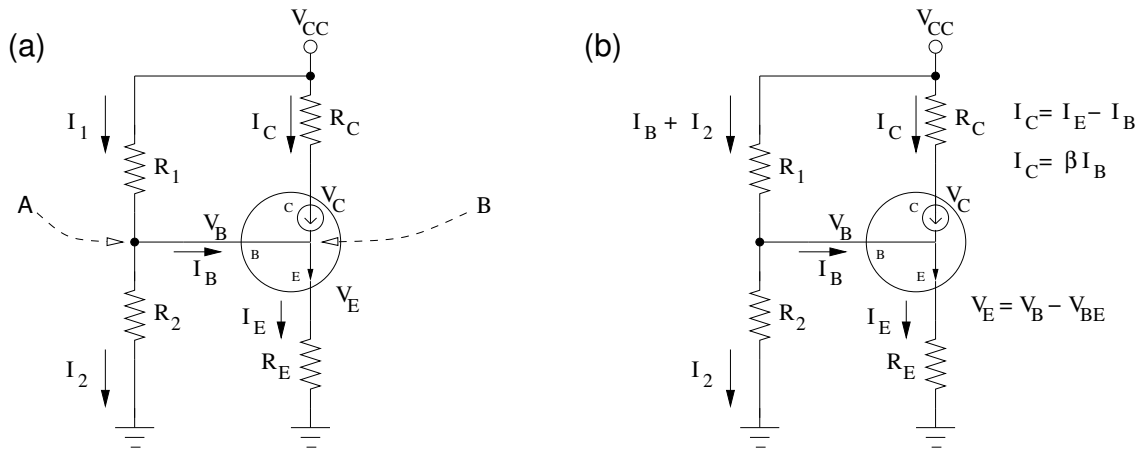 (a)
V_CC
I_1
I_C
R_C
R_1
A
V_B
C
V_C
B
B
I_B
E
V_E
R_2
I_E
R_E
I_2
(b)
V_CC
I_B + I_2
I_C
R_C
I_C = I_E – I_B
I_C = βI_B
R_1
V_B
C
V_C
B
I_B
E
R_2
I_E
V_E = V_B – V_BE
R_E
I_2